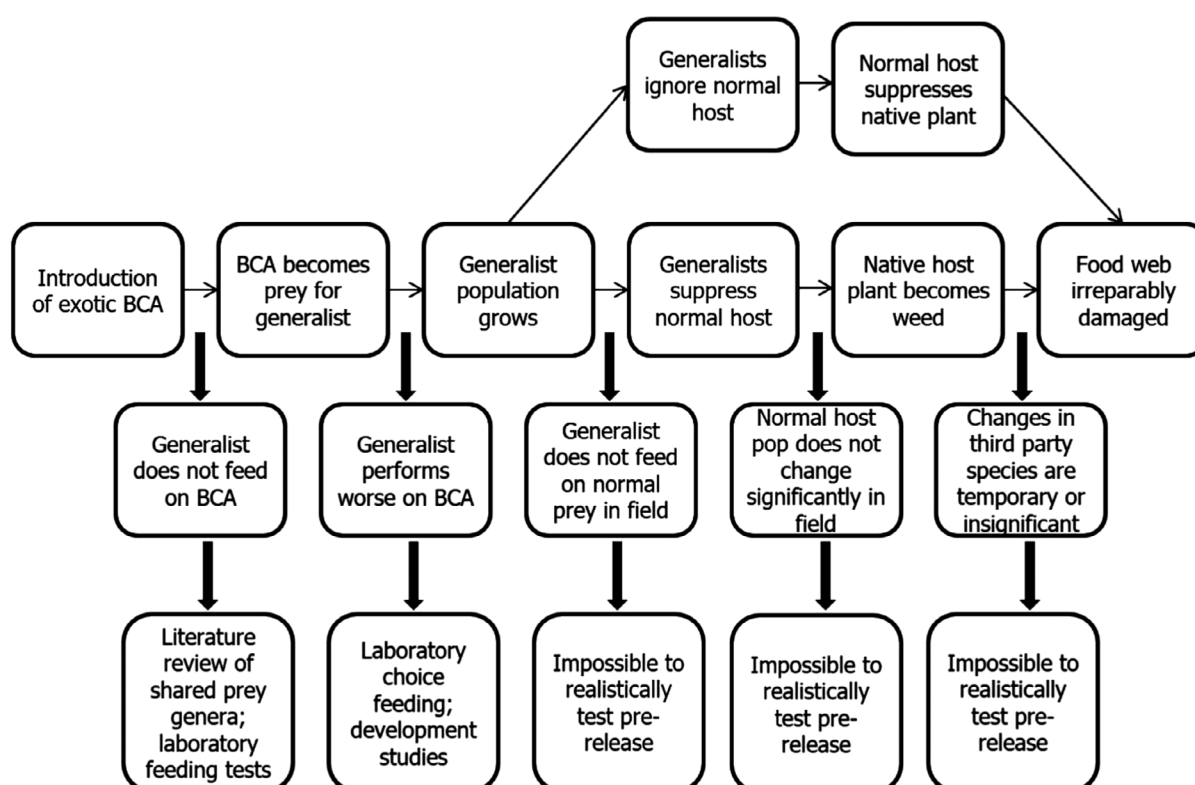 Generalists
ignore normal
host
Normal host
suppresses
native plant
Introduction
of exotic BCA
BCA becomes
prey for
generalist
Generalist
population
grows
Generalists
suppress
normal host
Native host
plant becomes
weed
Food web
irreparably
damaged
Generalist
does not feed
on BCA
Generalist
performs
worse on BCA
Generalist
does not feed
on normal
prey in field
Normal host
pop does not
change
significantly in
field
Changes in
third party
species are
temporary or
insignificant
Literature
review of
shared prey
genera;
laboratory
feeding tests
Laboratory
choice
feeding;
development
studies
Impossible to
realistically
test pre-
release
Impossible to
realistically
test pre-
release
Impossible to
realistically
test pre-
release